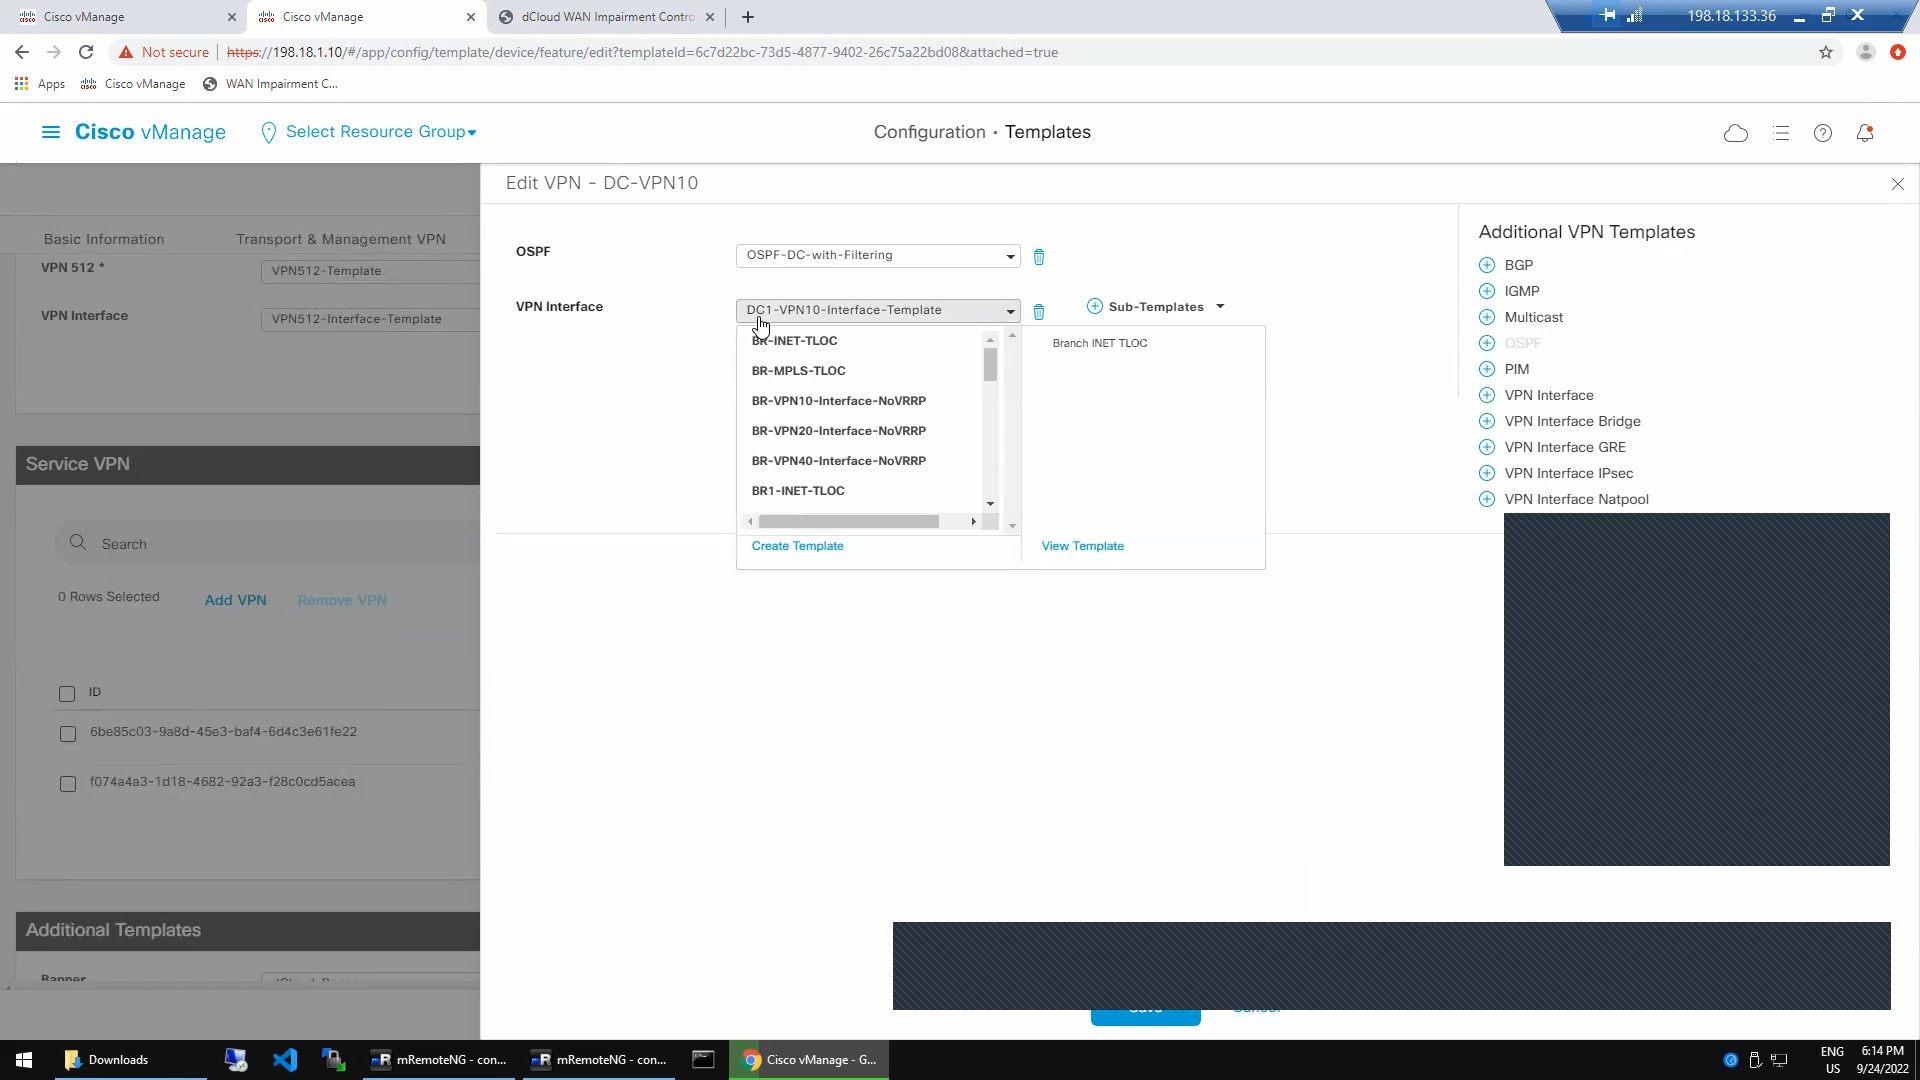 Cisco vManage
Cisco vManage
dCloud WAN Impairment Contro
198.18.133.36
Not secure
https://198.18.1.10/#/app/config/template/device/feature/edit?templateId=6c7d22bc-73d5-4877-9402-26c75a22bd08&attached=true
Apps
Cisco vManage
WAN Impairment C...
Cisco vManage
Select Resource Group
Configuration · Templates
Edit VPN - DC-VPN10
Basic Information
Transport & Management VPN
VPN 512 *
VPN512-Template
VPN Interface
VPN512-Interface-Template
Service VPN
Search
0 Rows Selected
Add VPN
Remove VPN
ID
6be85c03-9a8d-45e3-baf4-6d4c3e61fe22
f074a4a3-1d18-4682-92a3-f28c0cd5acea
Additional Templates
Banner
OSPF
OSPF-DC-with-Filtering
VPN Interface
DC1-VPN10-Interface-Template
Sub-Templates
BR-INET-TLOC
BR-MPLS-TLOC
BR-VPN10-Interface-NoVRRP
BR-VPN20-Interface-NoVRRP
BR-VPN40-Interface-NoVRRP
BR1-INET-TLOC
Create Template
Branch INET TLOC
View Template
Additional VPN Templates
BGP
IGMP
Multicast
OSPF
PIM
VPN Interface
VPN Interface Bridge
VPN Interface GRE
VPN Interface IPsec
VPN Interface Natpool
Downloads
mRemoteNG - con...
mRemoteNG - con...
Cisco vManage - G...
ENG
US
6:14 PM
9/24/2022